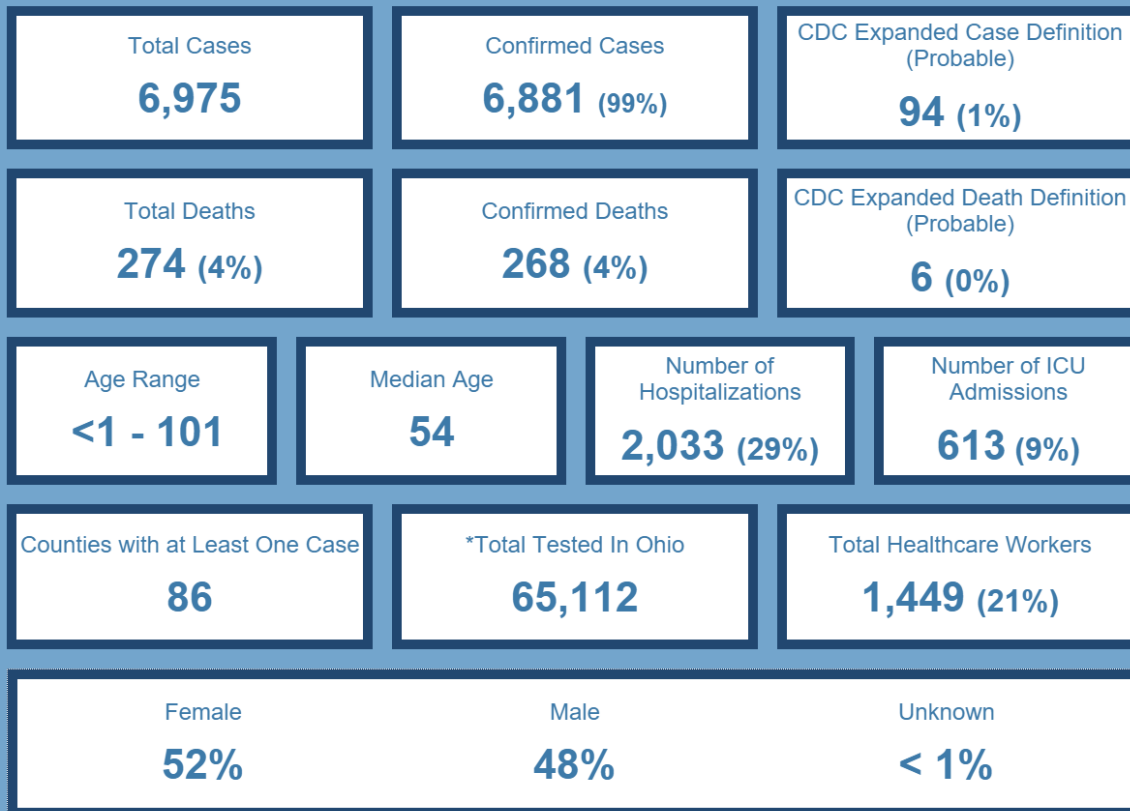 Total Cases
6,975
Confirmed Cases
6,881 (99%)
CDC Expanded Case Definition
(Probable)
94 (1%)
Total Deaths
274 (4%)
Confirmed Deaths
268 (4%)
CDC Expanded Death Definition
(Probable)
6 (0%)
Age Range
<1 - 101
Median Age
54
Number of
Hospitalizations
2,033 (29%)
Number of ICU
Admissions
613 (9%)
Counties with at Least One Case
86
*Total Tested In Ohio
65,112
Total Healthcare Workers
1,449 (21%)
Female
52%
Male
48%
Unknown
< 1%